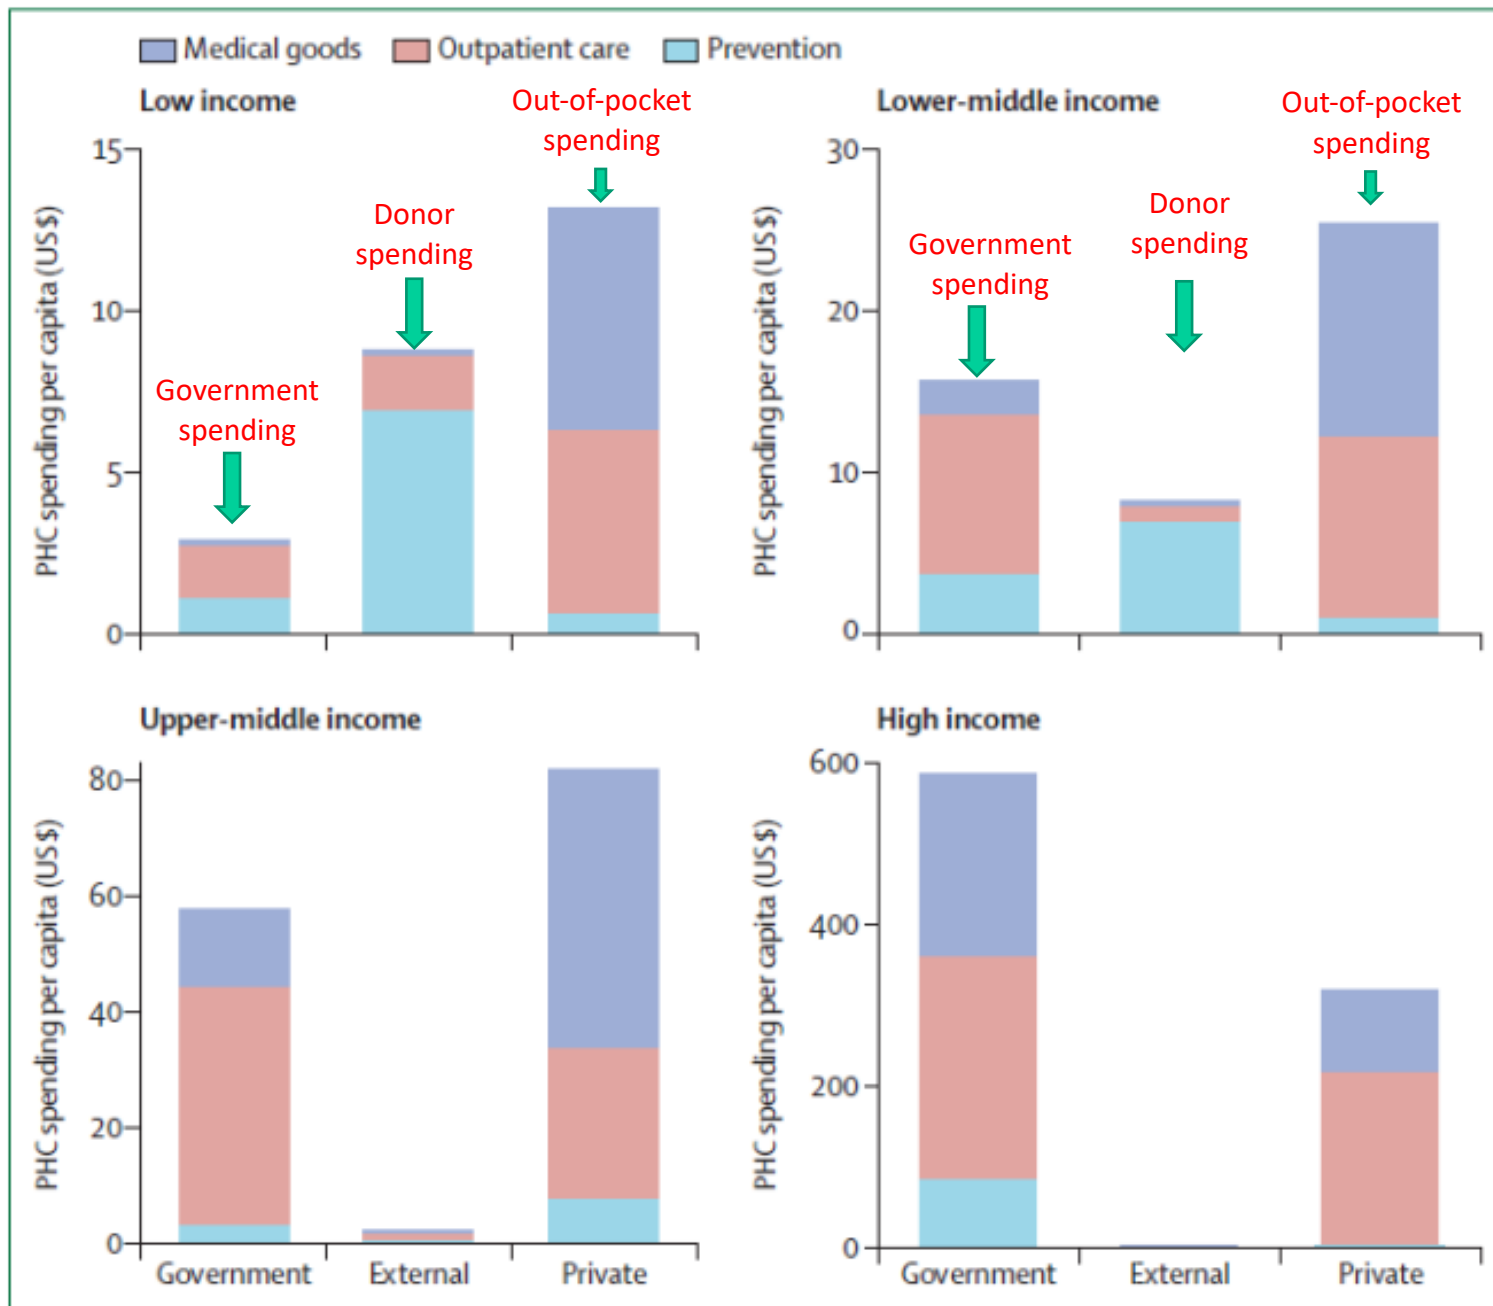 Medical goods Outpatient care Prevention
Low income
Out-of-pocket
spending
Donor
spending
Government
spending
PHC spending per capita (US$)
15
10
5
0
Lower-middle income
Out-of-pocket
spending
Donor
spending
Government
spending
PHC spending per capita (US$)
30
20
10
0
Upper-middle income
PHC spending per capita (US$)
80
60
40
20
0
Government External Private
High income
PHC spending per capita (US$)
600
400
200
0
Government External Private